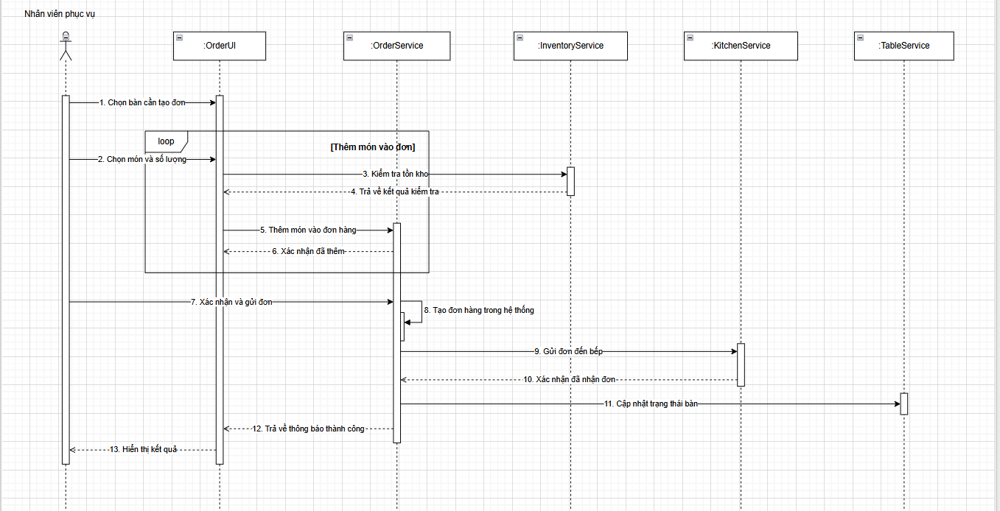 Nhân viên phục vụ
:OrderUI
:OrderService
:InventoryService
:KitchenService
:TableService
1. Chọn bàn cần tạo đơn
loop
[Thêm món vào đơn]
2. Chọn món và số lượng
3. Kiểm tra tồn kho
4. Trả về kết quả kiểm tra
5. Thêm món vào đơn hàng
6. Xác nhận đã thêm
7. Xác nhận và gửi đơn
8. Tạo đơn hàng trong hệ thống
9. Gửi đơn đến bếp
10. Xác nhận đã nhận đơn
11. Cập nhật trạng thái bàn
12. Trả về thông báo thành công
13. Hiển thị kết quả